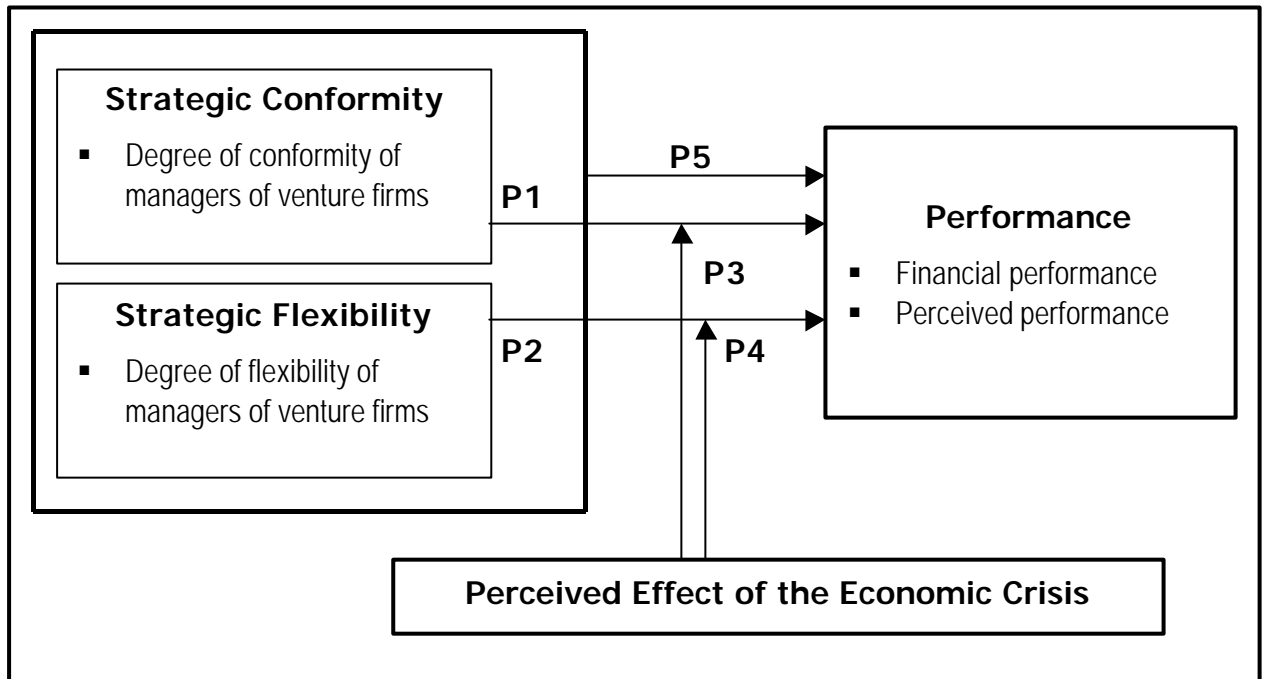 Strategic Conformity
▪ Degree of conformity of
managers of venture firms
P1
Strategic Flexibility
▪ Degree of flexibility of
managers of venture firms
P2
P5
P3
P4
Performance
▪ Financial performance
▪ Perceived performance
Perceived Effect of the Economic Crisis